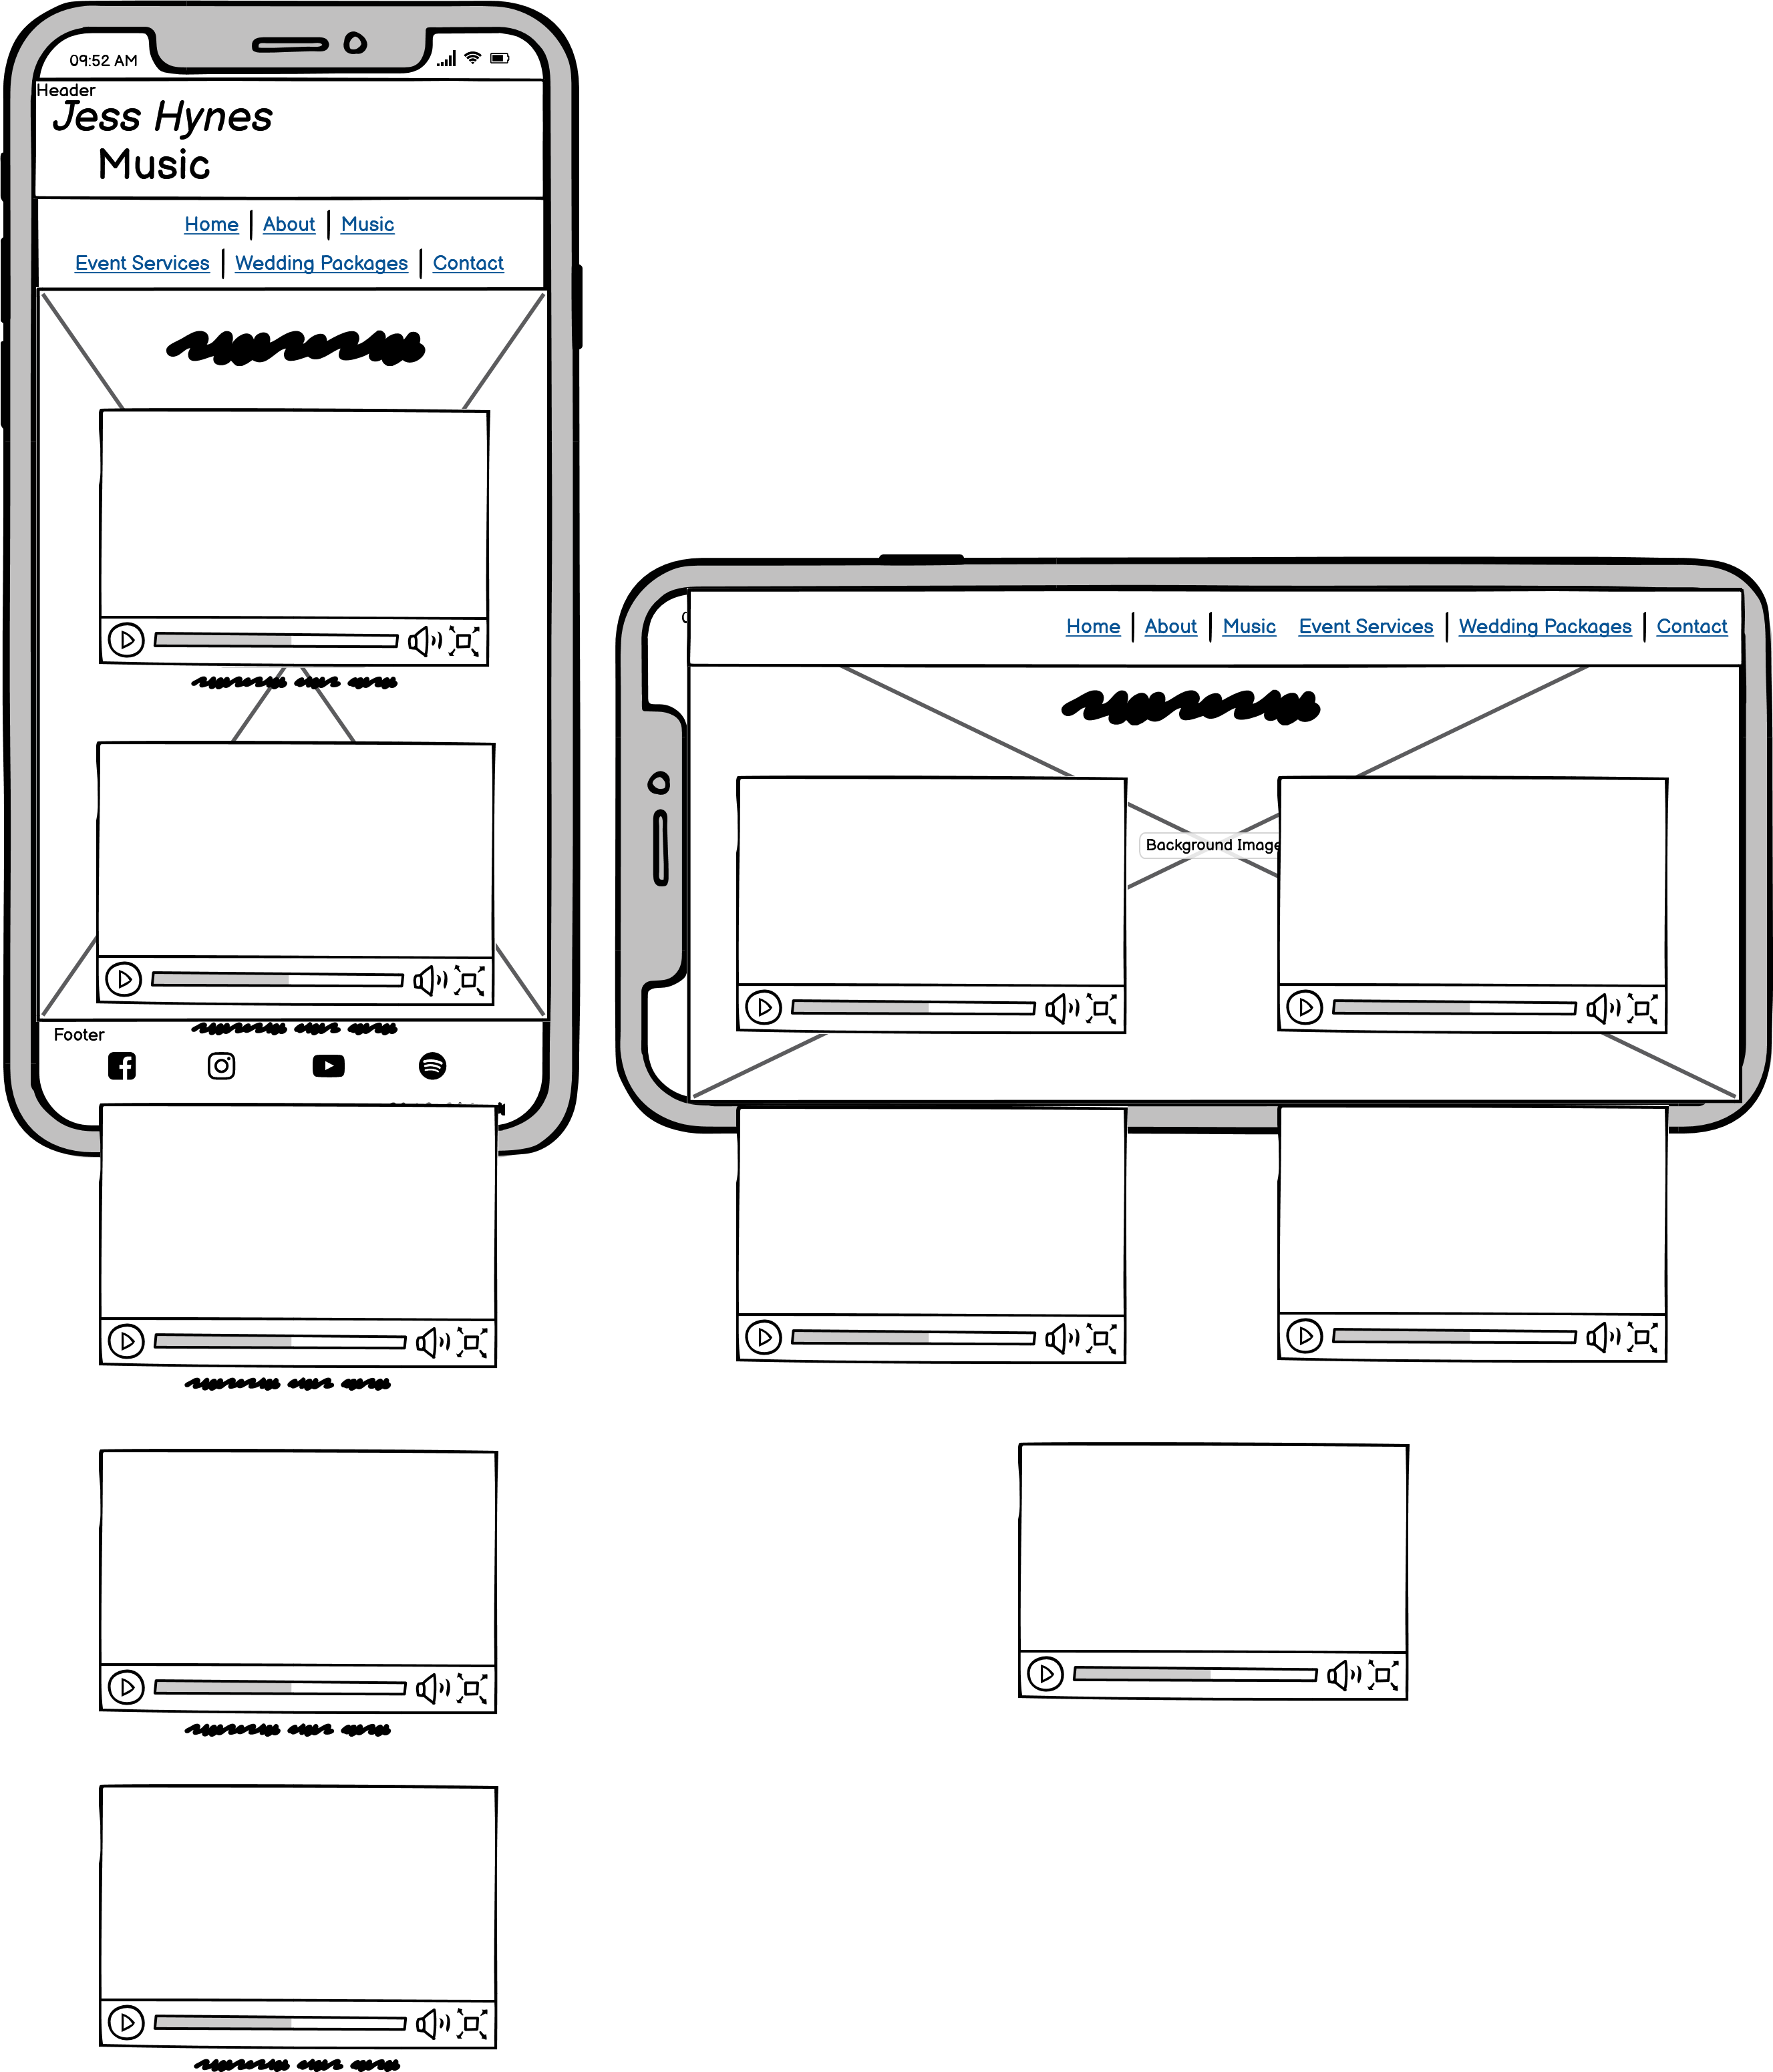 09:52 AM
Header
Jess Hynes
Music
Home About Music
Event Services Wedding Packages Contact
Footer
Home About Music Event Services Wedding Packages Contact
Background Image